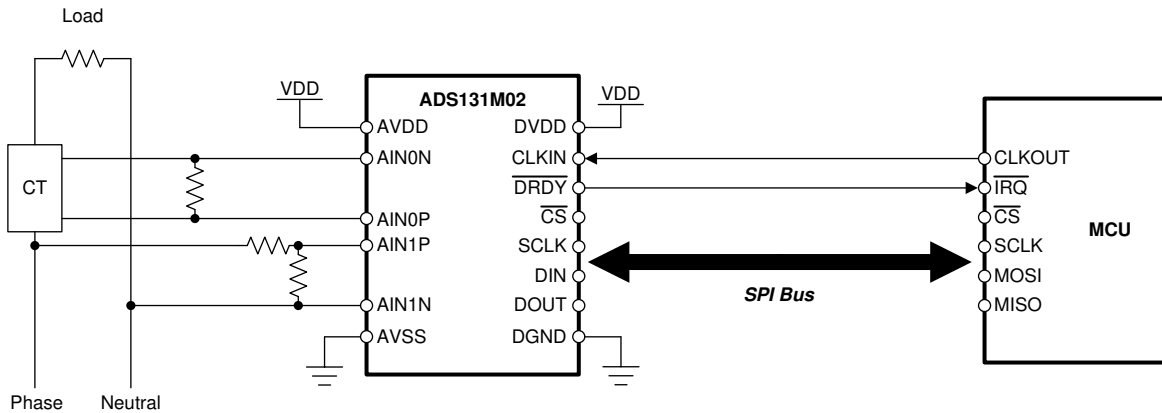 Load
VDD
ADS131M02
VDD
AVDD
DVDD
AIN0N
CLKIN
CLKOUT
CT
DRDY
IRQ
AIN0P
CS
CS
MCU
AIN1P
SCLK
SCLK
DIN
MOSI
SPI Bus
AIN1N
DOUT
MISO
AVSS
DGND
Phase
Neutral